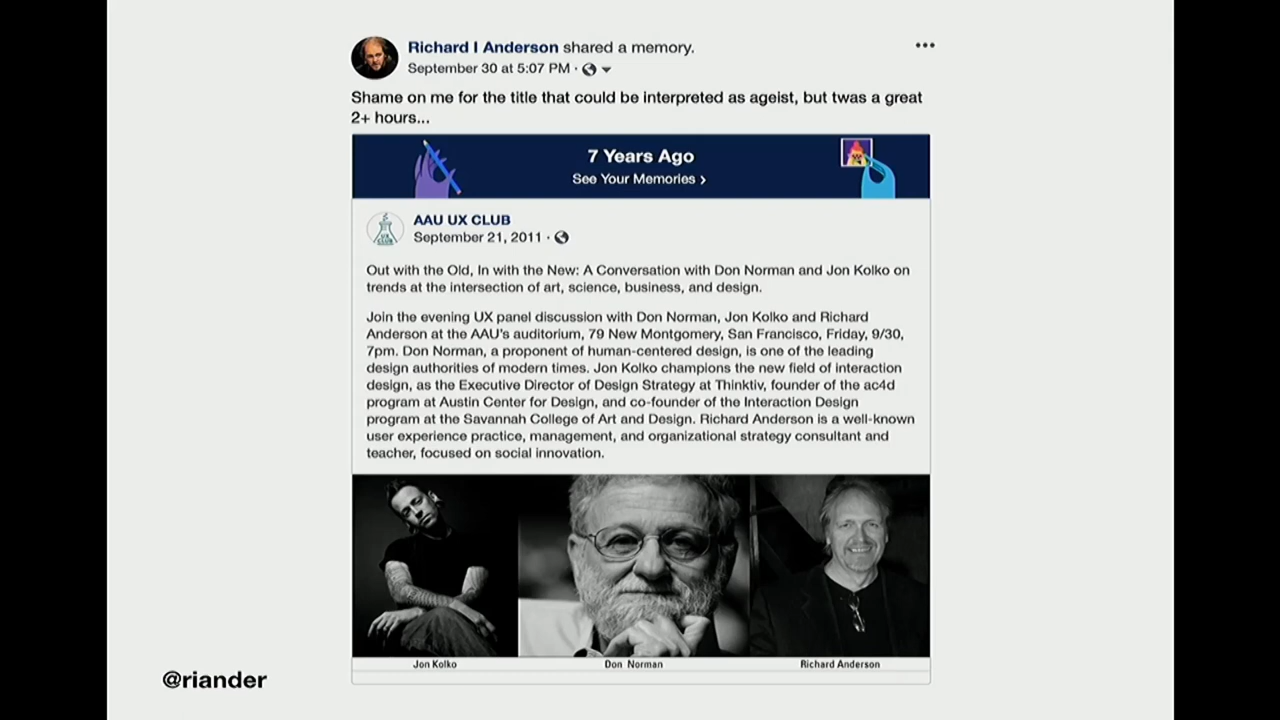 Richard I Anderson shared a memory.
September 30 at 5:07 PM ·
Shame on me for the title that could be interpreted as ageist, but twas a great
2+ hours...
7 Years Ago
See Your Memories ›
UX
CLUB
AAU UX CLUB
September 21, 2011 ·
Out with the Old, In with the New: A Conversation with Don Norman and Jon Kolko on
trends at the intersection of art, science, business, and design.
Join the evening UX panel discussion with Don Norman, Jon Kolko and Richard
Anderson at the AAU's auditorium, 79 New Montgomery, San Francisco, Friday, 9/30,
7pm. Don Norman, a proponent of human-centered design, is one of the leading
design authorities of modern times. Jon Kolko champions the new field of interaction
design, as the Executive Director of Design Strategy at Thinktiv, founder of the ac4d
program at Austin Center for Design, and co-founder of the Interaction Design
program at the Savannah College of Art and Design. Richard Anderson is a well-known
user experience practice, management, and organizational strategy consultant and
teacher, focused on social innovation.
Jon Kolko
Don Norman
Richard Anderson
@riander